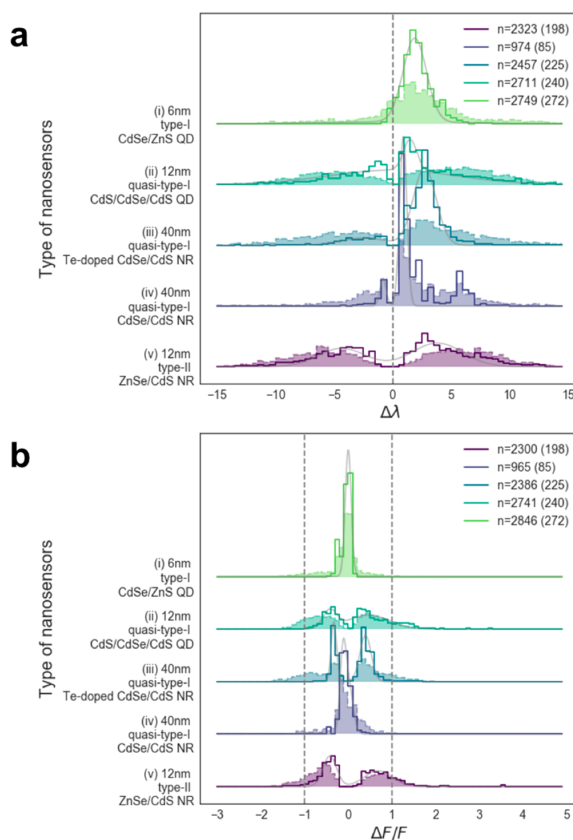 a
n=2323 (198)
n=974 (85)
n=2457 (225)
n=2711 (240)
n=2749 (272)
Type of nanosensors
(i) 6nm
type-I
CdSe/ZnS QD
(ii) 12nm
quasi-type-I
CdS/CdSe/CdS QD
(iii) 40nm
quasi-type-I
Te-doped CdSe/CdS NR
(iv) 40nm
quasi-type-I
CdSe/CdS NR
(v) 12nm
type-II
ZnSe/CdS NR
−15 −10 −5 0 5 10 15
Δλ
b
n=2300 (198)
n=965 (85)
n=2386 (225)
n=2741 (240)
n=2846 (272)
Type of nanosensors
(i) 6nm
type-I
CdSe/ZnS QD
(ii) 12nm
quasi-type-I
CdS/CdSe/CdS QD
(iii) 40nm
quasi-type-I
Te-doped CdSe/CdS NR
(iv) 40nm
quasi-type-I
CdSe/CdS NR
(v) 12nm
type-II
ZnSe/CdS NR
−3 −2 −1 0 1 2 3 4 5
ΔF/F